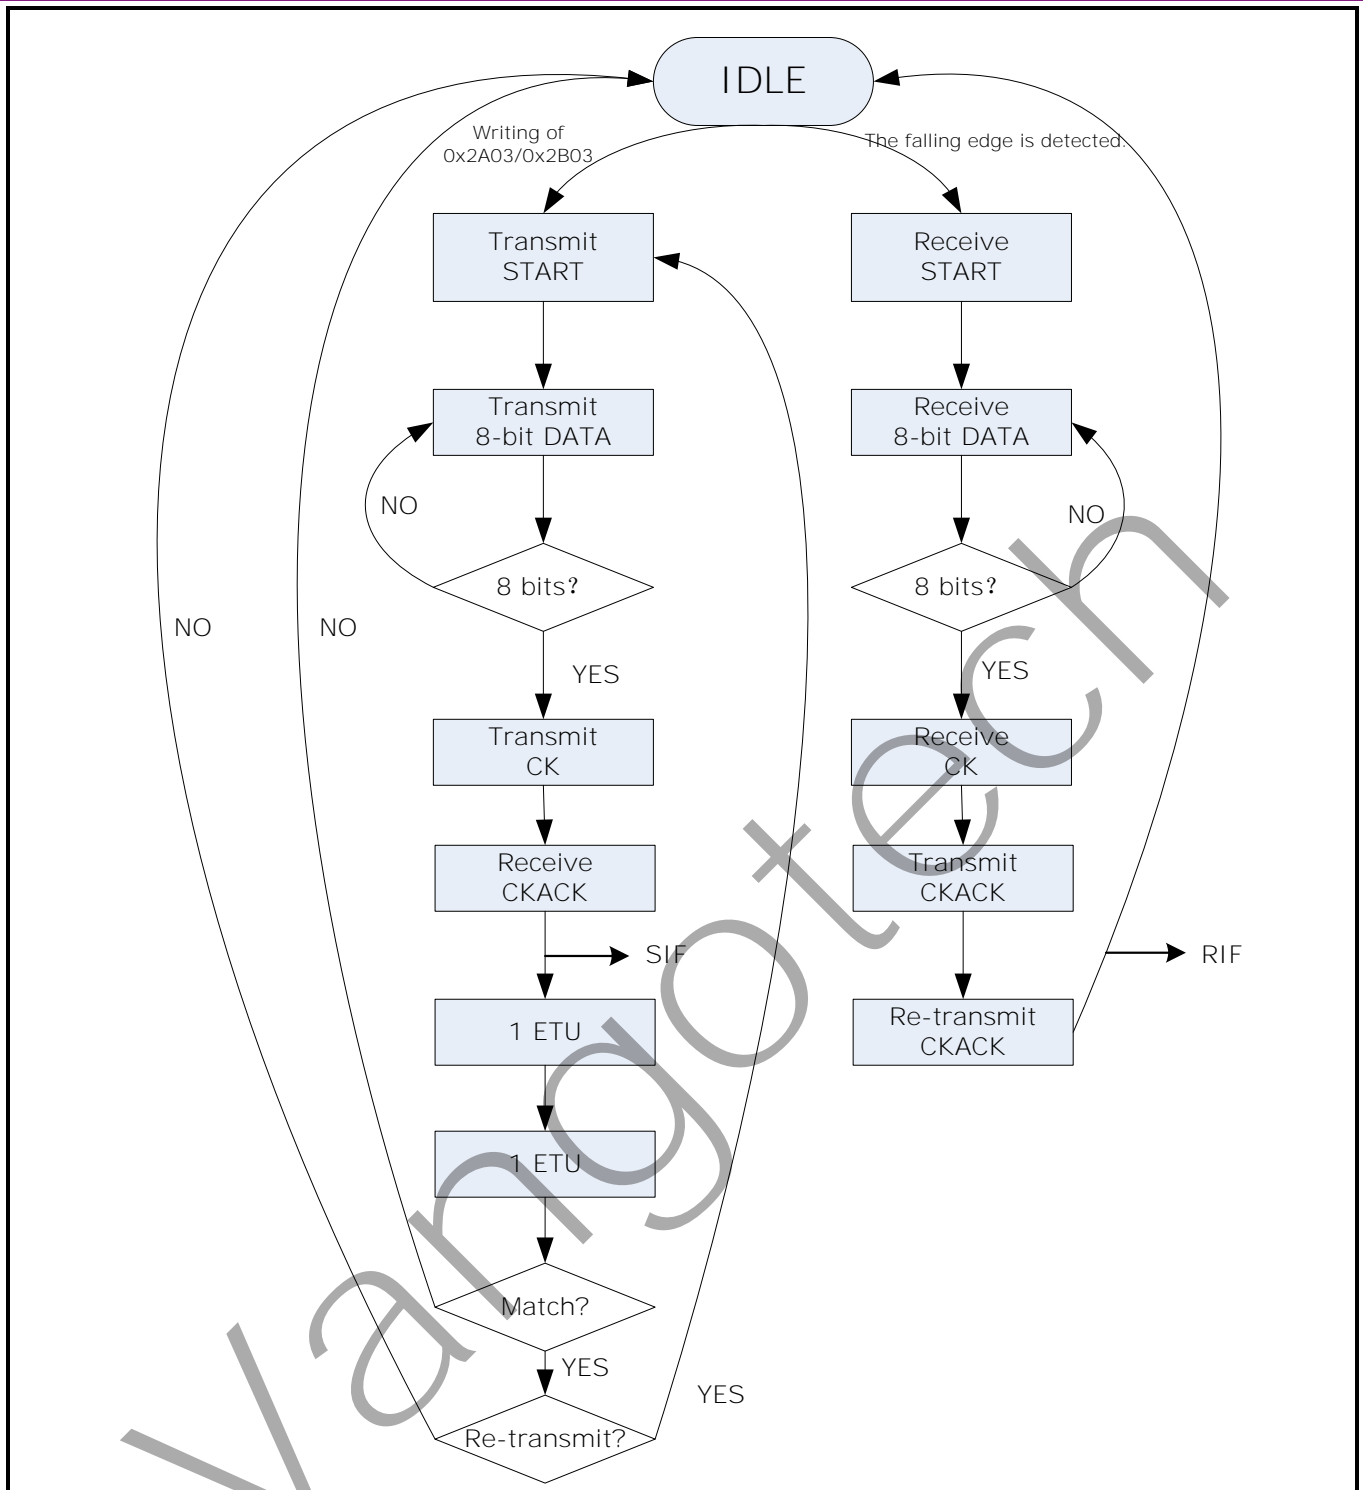 IDLE
Writing of
0x2A03/0x2B03
The falling edge is detected.
Transmit
START
Receive
START
Transmit
8-bit DATA
Receive
8-bit DATA
NO
NO
8 bits?
8 bits?
NO
NO
YES
YES
Transmit
CK
Receive
CK
Receive
CKACK
Transmit
CKACK
SIF
RIF
1 ETU
Re-transmit
CKACK
1 ETU
Match?
YES
YES
Re-transmit?
Vangotech